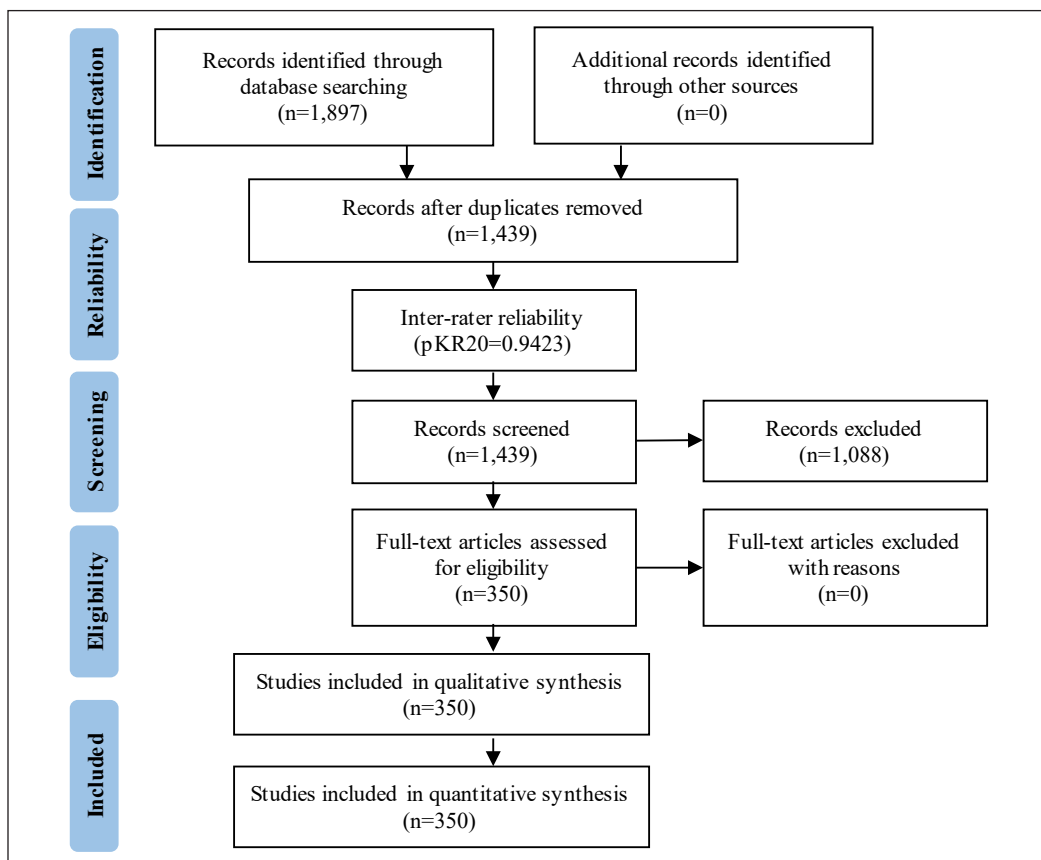 Identification
Records identified through
database searching
(n=1,897)
Additional records identified
through other sources
(n=0)
Records after duplicates removed
(n=1,439)
Reliability
Inter-rater reliability
(pKR20=0.9423)
Screening
Records screened
(n=1,439)
Records excluded
(n=1,088)
Eligibility
Full-text articles assessed
for eligibility
(n=350)
Full-text articles excluded
with reasons
(n=0)
Studies included in qualitative synthesis
(n=350)
Included
Studies included in quantitative synthesis
(n=350)